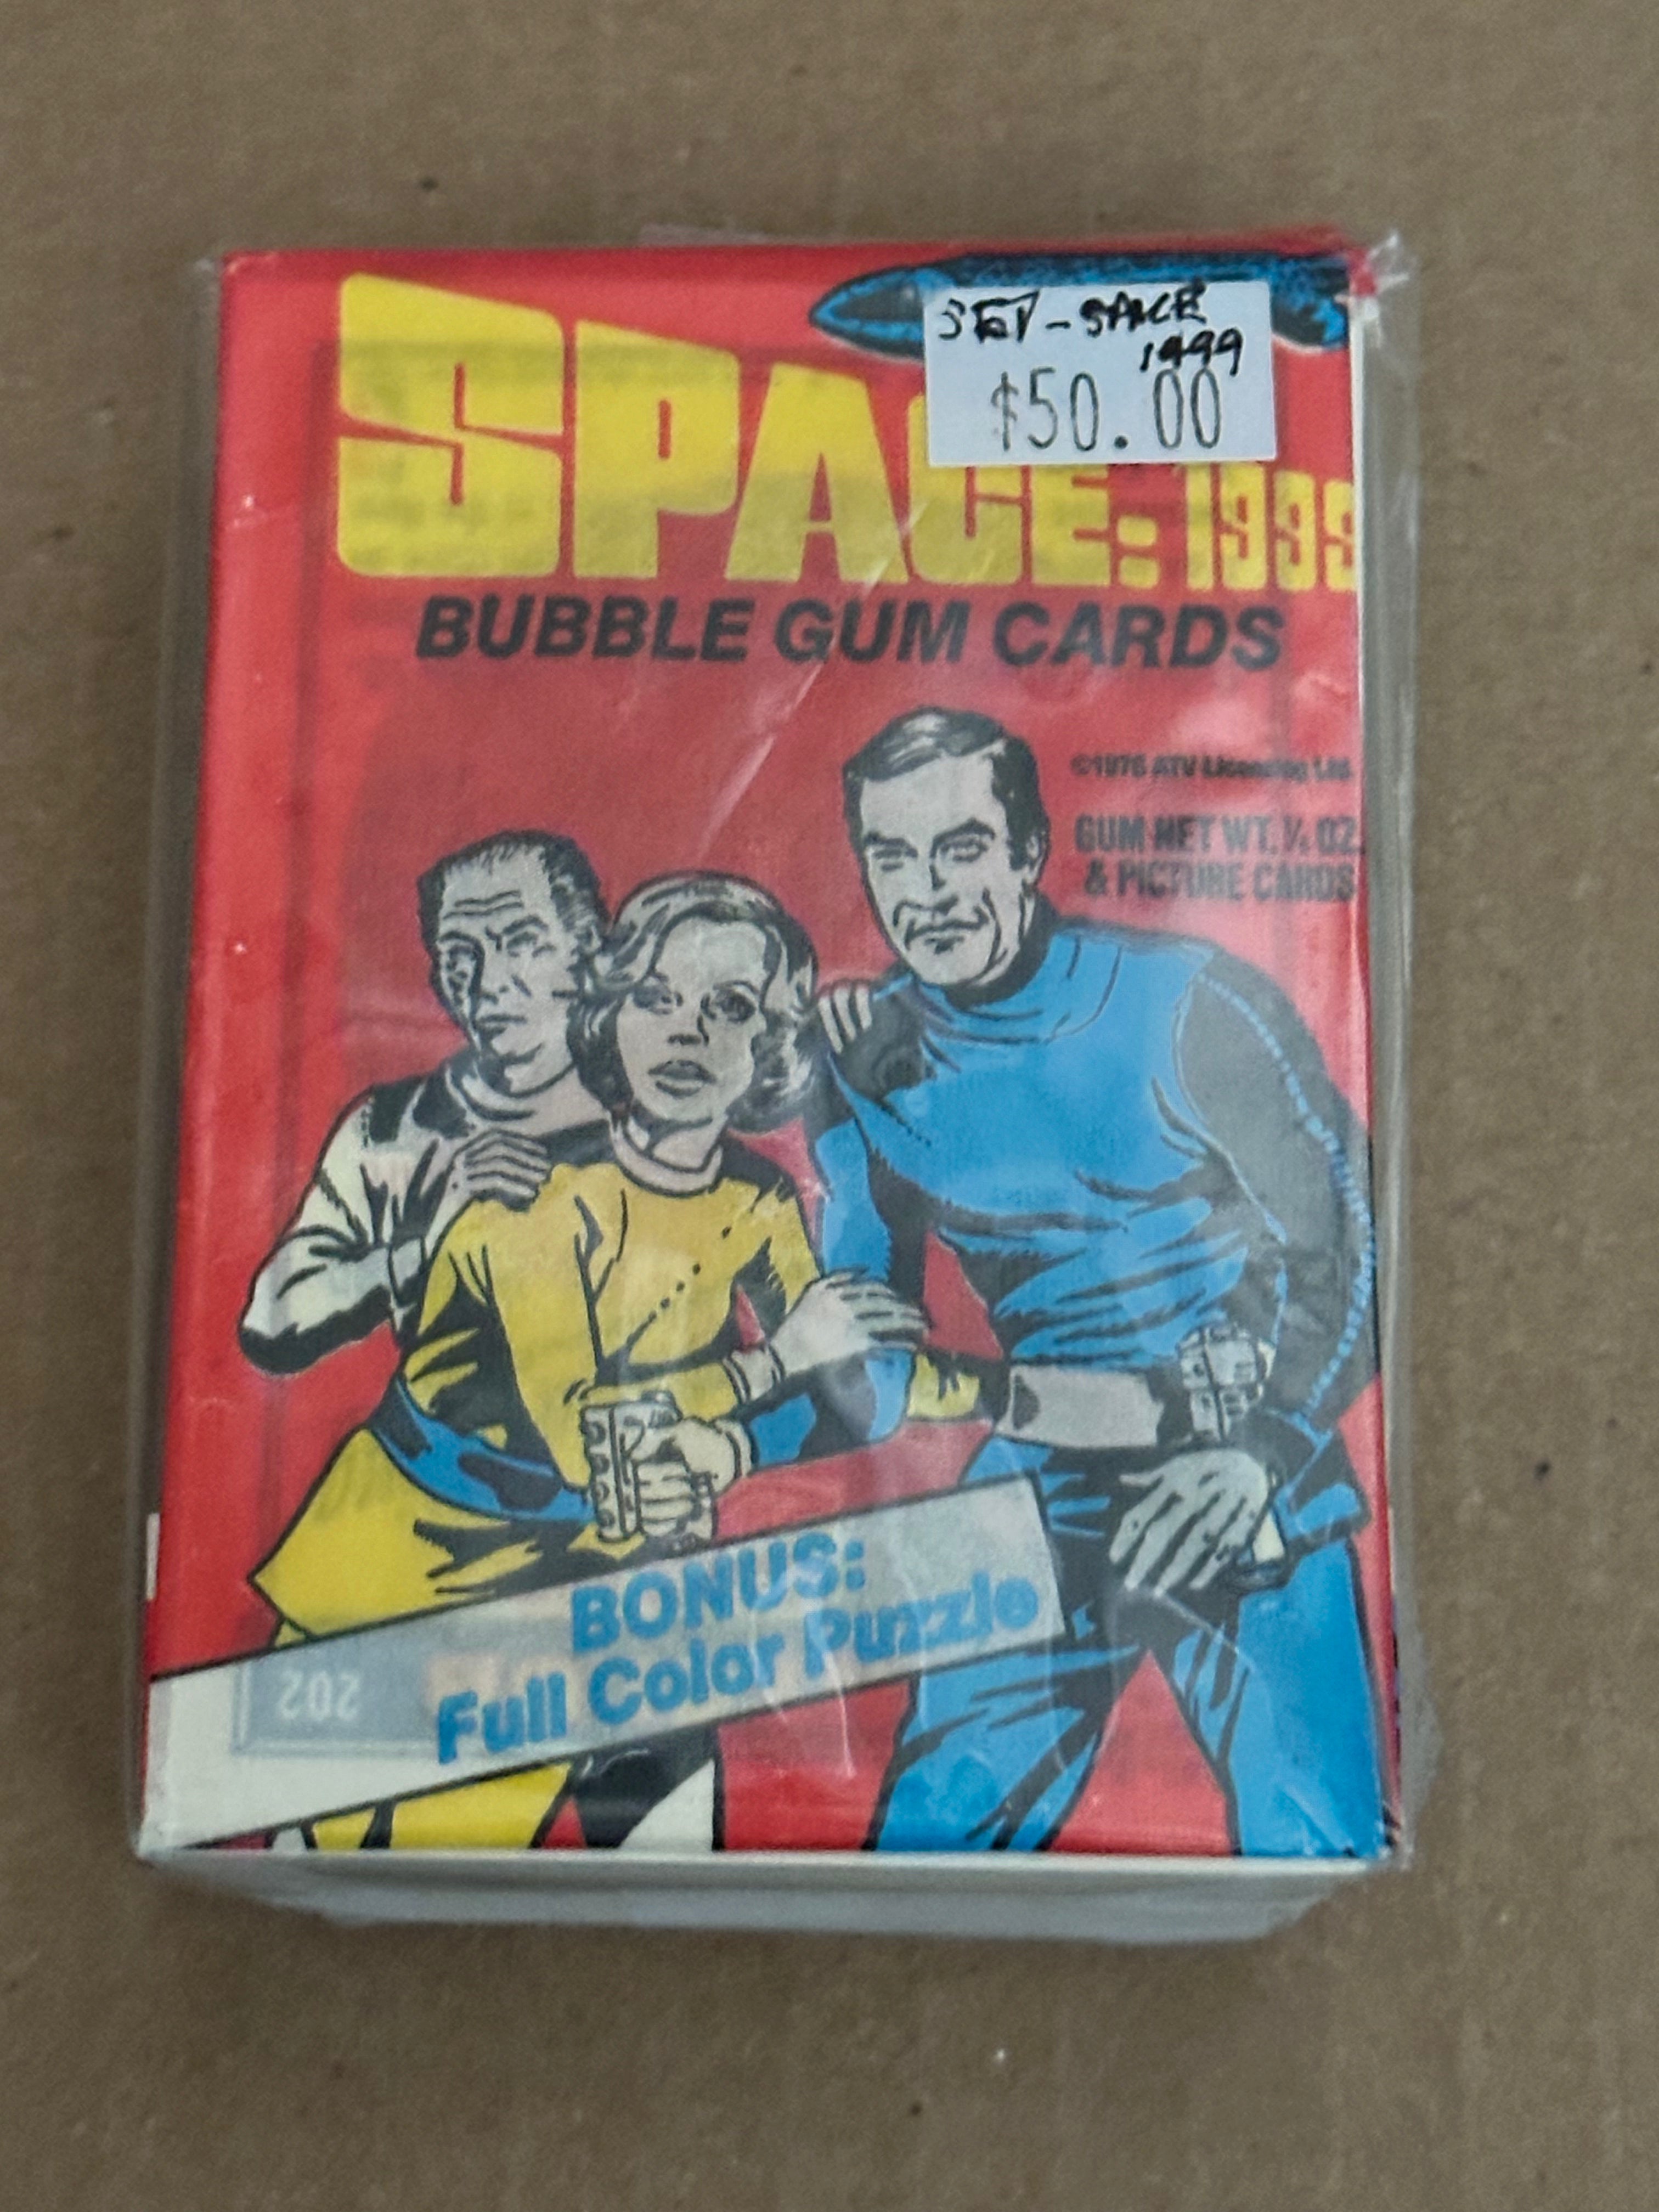 SET - SPACE
1999
$50.00
SPACE: 1999
BUBBLE GUM CARDS
©1976 ATV Licensing Ltd.
GUM NET WT. ¼ OZ.
& PICTURE CARDS
BONUS:
Full Color Puzzle
202